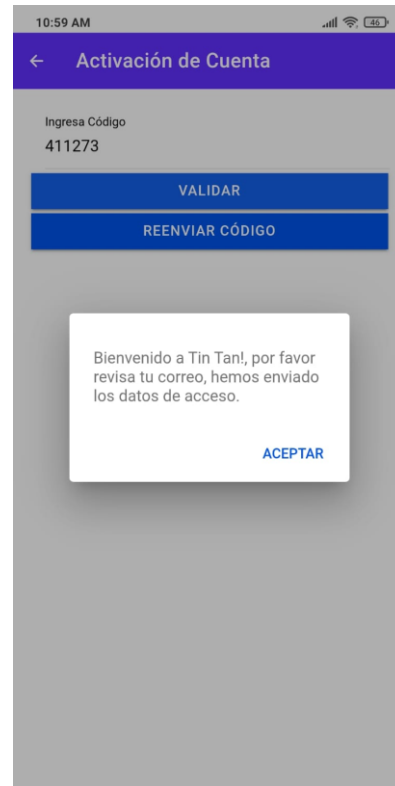 10:59 AM
46
Activación de Cuenta
Ingresa Código
411273
VALIDAR
REENVIAR CÓDIGO
Bienvenido a Tin Tan!, por favor
revisa tu correo, hemos enviado
los datos de acceso.
ACEPTAR